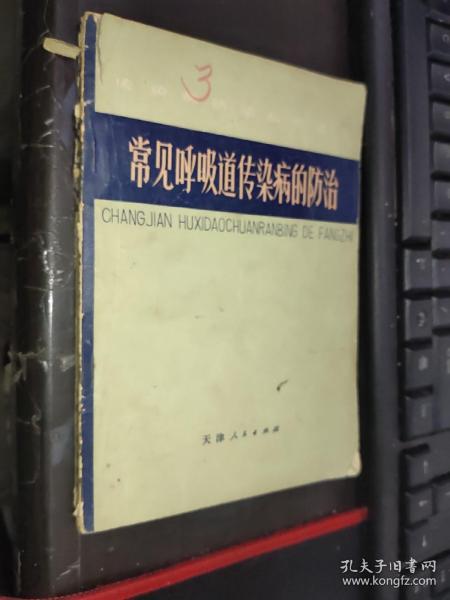 3
常见呼吸道传染病的防治
CHANGJIAN HUXIDAOCHUANRANBING DE FANGZHI
天津人民出版社
孔夫子旧书网
www.kongfz.com